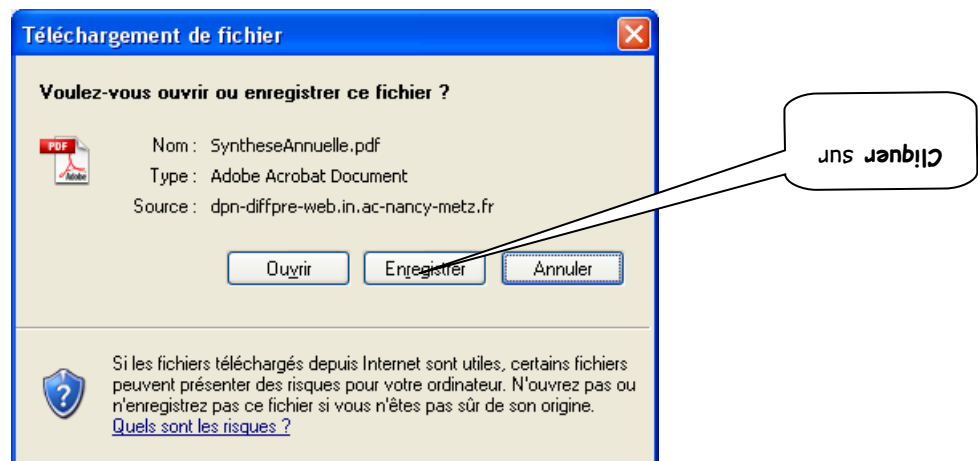 Téléchargement de fichier
Voulez-vous ouvrir ou enregistrer ce fichier ?
PDF
Adobe
Nom : SyntheseAnnuelle.pdf
Type : Adobe Acrobat Document
Source : dpn-diffpre-web.in.ac-nancy-metz.fr
Ouvrir
Enregistrer
Annuler
Cliquer sur
Si les fichiers téléchargés depuis Internet sont utiles, certains fichiers
peuvent présenter des risques pour votre ordinateur. N'ouvrez pas ou
n'enregistrez pas ce fichier si vous n'êtes pas sûr de son origine.
Quels sont les risques ?